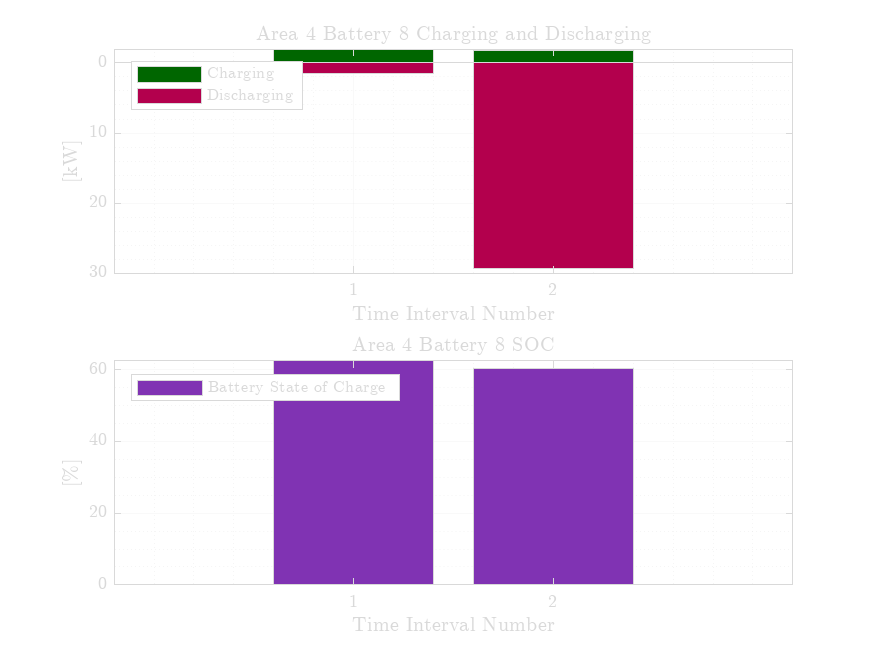 Area 4 Battery 8 Charging and Discharging
0
Charging
Discharging
10
[kW]
20
30
1 2
Time Interval Number
Area 4 Battery 8 SOC
60
Battery State of Charge
40
[%]
20
0
1 2
Time Interval Number